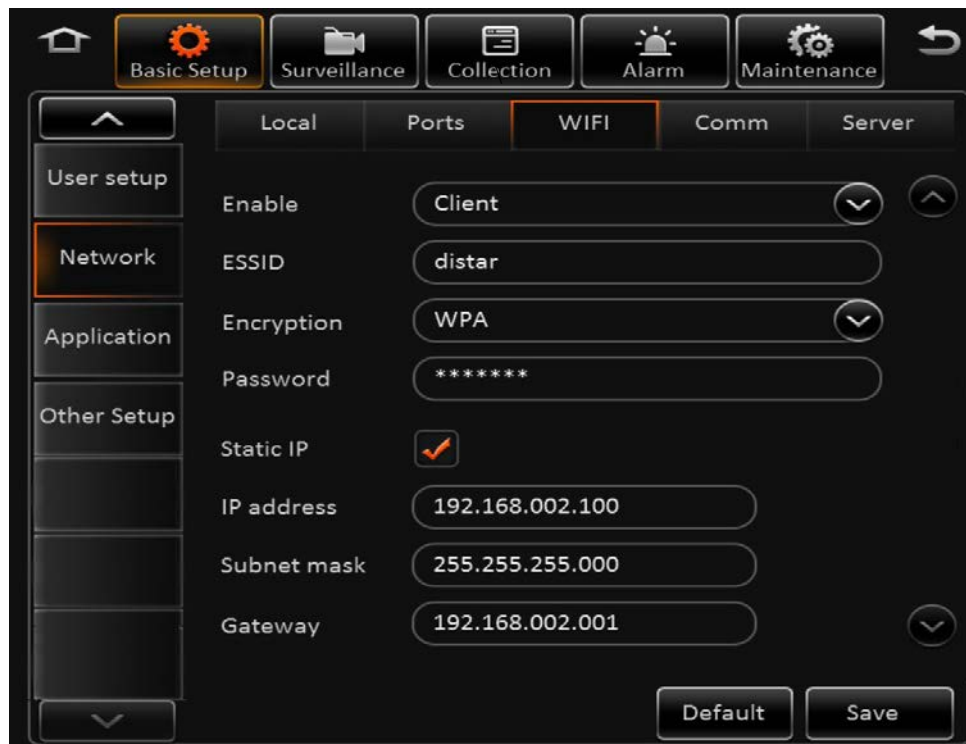 Basic Setup Surveillance Collection Alarm Maintenance
Local Ports WIFI Comm Server
User setup
Network
Application
Other Setup
Enable Client
ESSID distar
Encryption WPA
Password *******
Static IP
IP address 192.168.002.100
Subnet mask 255.255.255.000
Gateway 192.168.002.001
Default Save